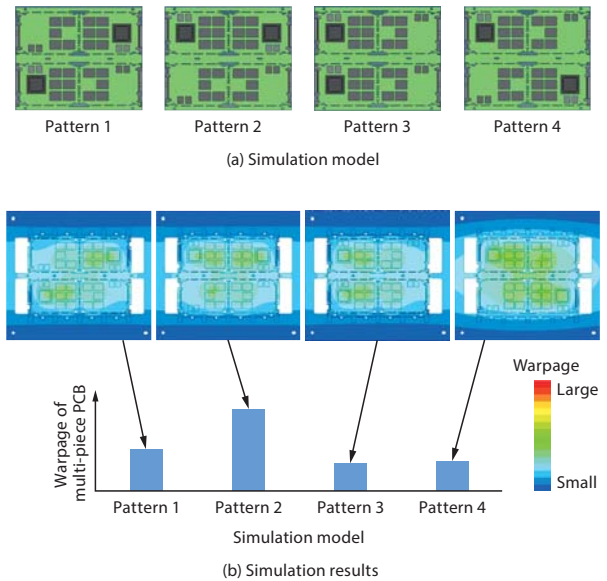 Pattern 1 Pattern 2 Pattern 3 Pattern 4
(a) Simulation model
Warpage
Large
Small
Warpage of
multi-piece PCB
Pattern 1 Pattern 2 Pattern 3 Pattern 4
Simulation model
(b) Simulation results